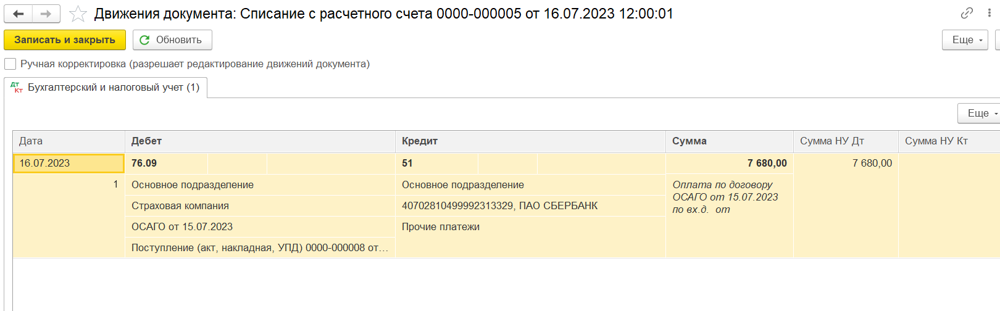 Движения документа: Списание с расчетного счета 0000-000005 от 16.07.2023 12:00:01
Записать и закрыть
Обновить
Еще
Ручная корректировка (разрешает редактирование движений документа)
Дт Кт Бухгалтерский и налоговый учет (1)
Еще
Дата Дебет Кредит Сумма Сумма НУ Дт Сумма НУ Кт
16.07.2023 76.09 51 7 680,00 7 680,00
1 Основное подразделение Основное подразделение Оплата по договору
Страховая компания 40702810499992313329, ПАО СБЕРБАНК ОСАГО от 15.07.2023
по вх.д. от
ОСАГО от 15.07.2023 Прочие платежи
Поступление (акт, накладная, УПД) 0000-000008 от...